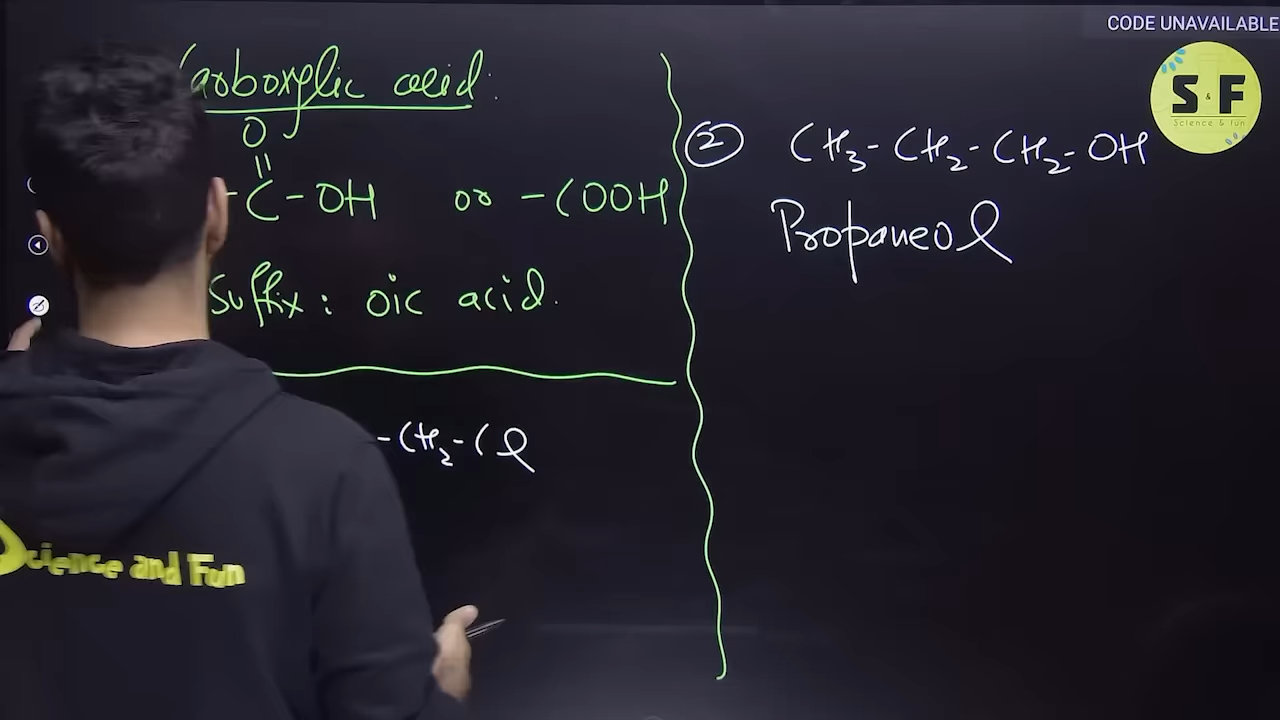 CODE UNAVAILABLE
S & F
Science & fun
Carboxylic acid:
O
||
-C-OH or -COOH
Suffix: oic acid.
-CH₂-Cl
② CH₃-CH₂-CH₂-OH
Propaneol
Science and Fun